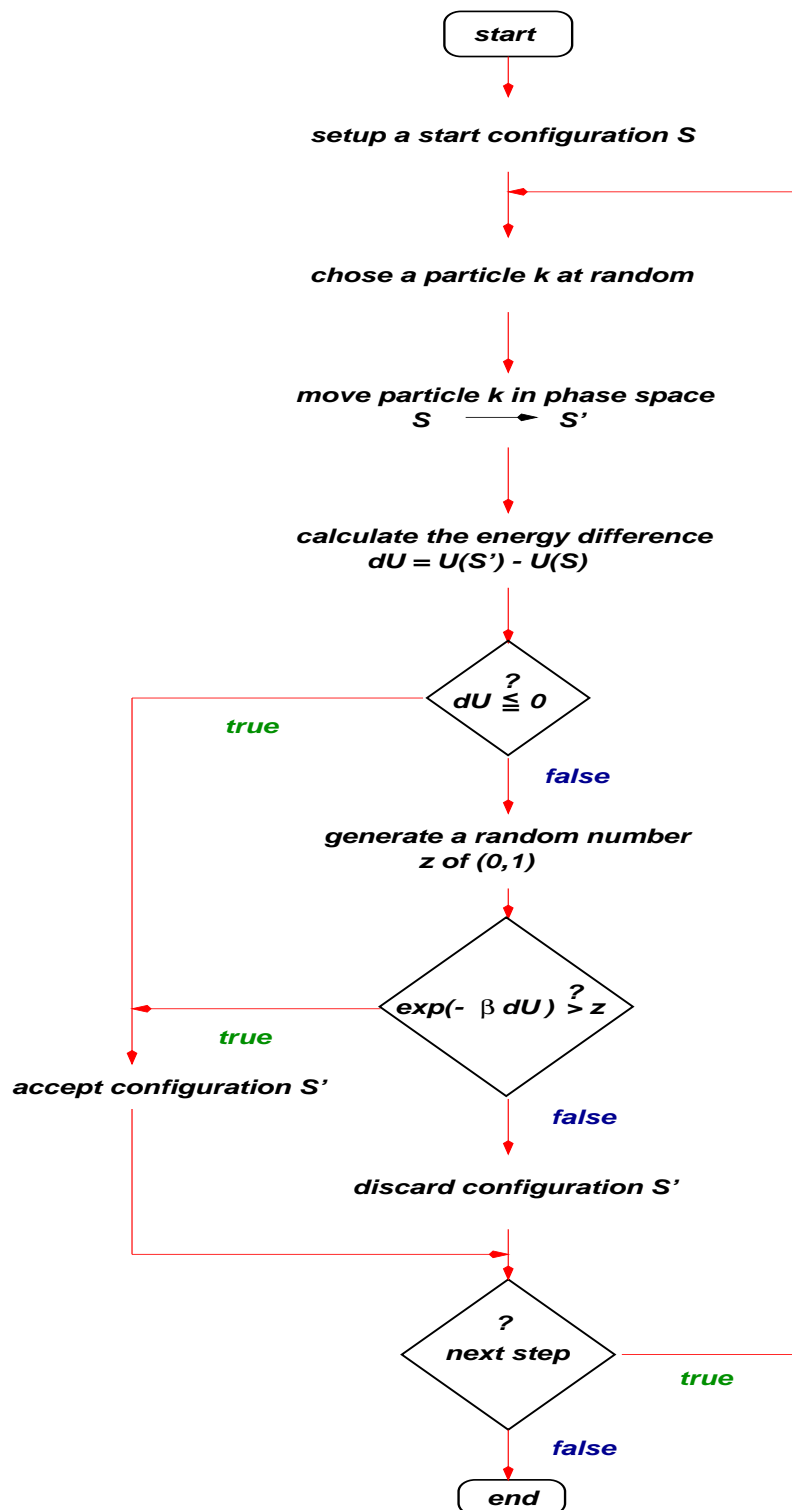 start
setup a start configuration S
chose a particle k at random
move particle k in phase space
S S’
calculate the energy difference
dU = U(S’) - U(S)
?
dU ≦ 0
true
false
generate a random number
z of (0,1)
?
exp(- β dU ) > z
true
accept configuration S’
false
discard configuration S’
?
next step
true
false
end